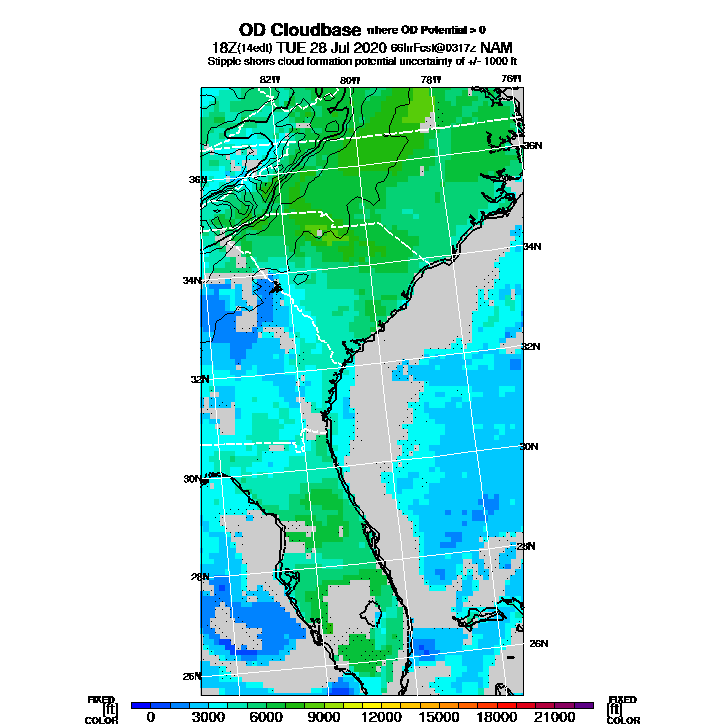 OD Cloudbase where OD Potential > 0
18Z(14edt) TUE 28 Jul 2020 66hrFcst@0317z NAM
Stipple shows cloud formation potential uncertainty of +/- 1000 ft
82W 80W 78W 76W
36N
36N
34N
34N
32N
32N
30N
30N
28N
28N
26N
26N
FIXED FIXED
[ft] [ft]
COLOR COLOR
0 3000 6000 9000 12000 15000 18000 21000